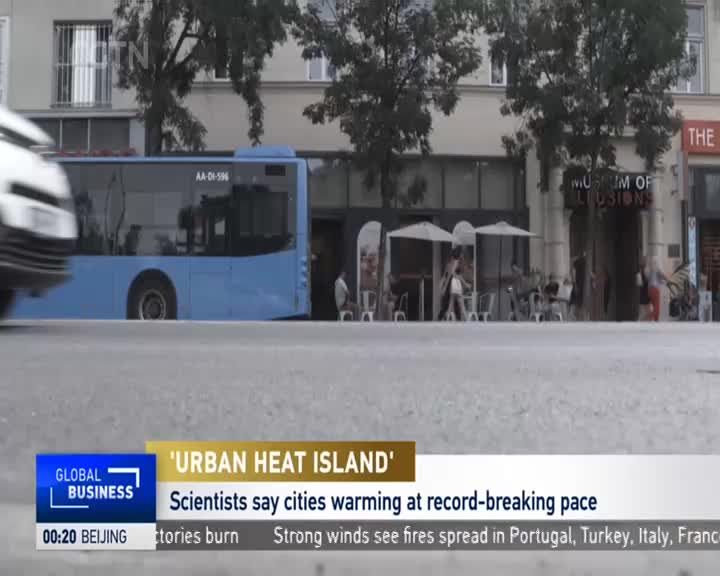 CGTN
AA-DI-596
THE
MUSEUM OF
ILLUSIONS
'URBAN HEAT ISLAND'
GLOBAL
BUSINESS
Scientists say cities warming at record-breaking pace
00:20 BEIJING
ctories burn Strong winds see fires spread in Portugal, Turkey, Italy, Franc